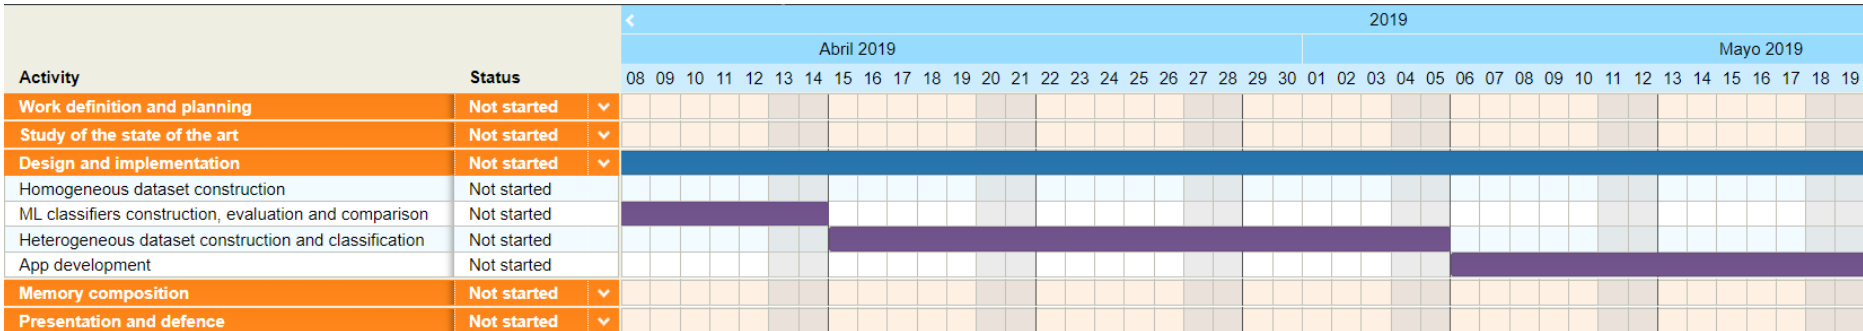 2019
Abril 2019 Mayo 2019
Activity Status 08 09 10 11 12 13 14 15 16 17 18 19 20 21 22 23 24 25 26 27 28 29 30 01 02 03 04 05 06 07 08 09 10 11 12 13 14 15 16 17 18 19
Work definition and planning Not started
Study of the state of the art Not started
Design and implementation Not started
Homogeneous dataset construction Not started
ML classifiers construction, evaluation and comparison Not started
Heterogeneous dataset construction and classification Not started
App development Not started
Memory composition Not started
Presentation and defence Not started